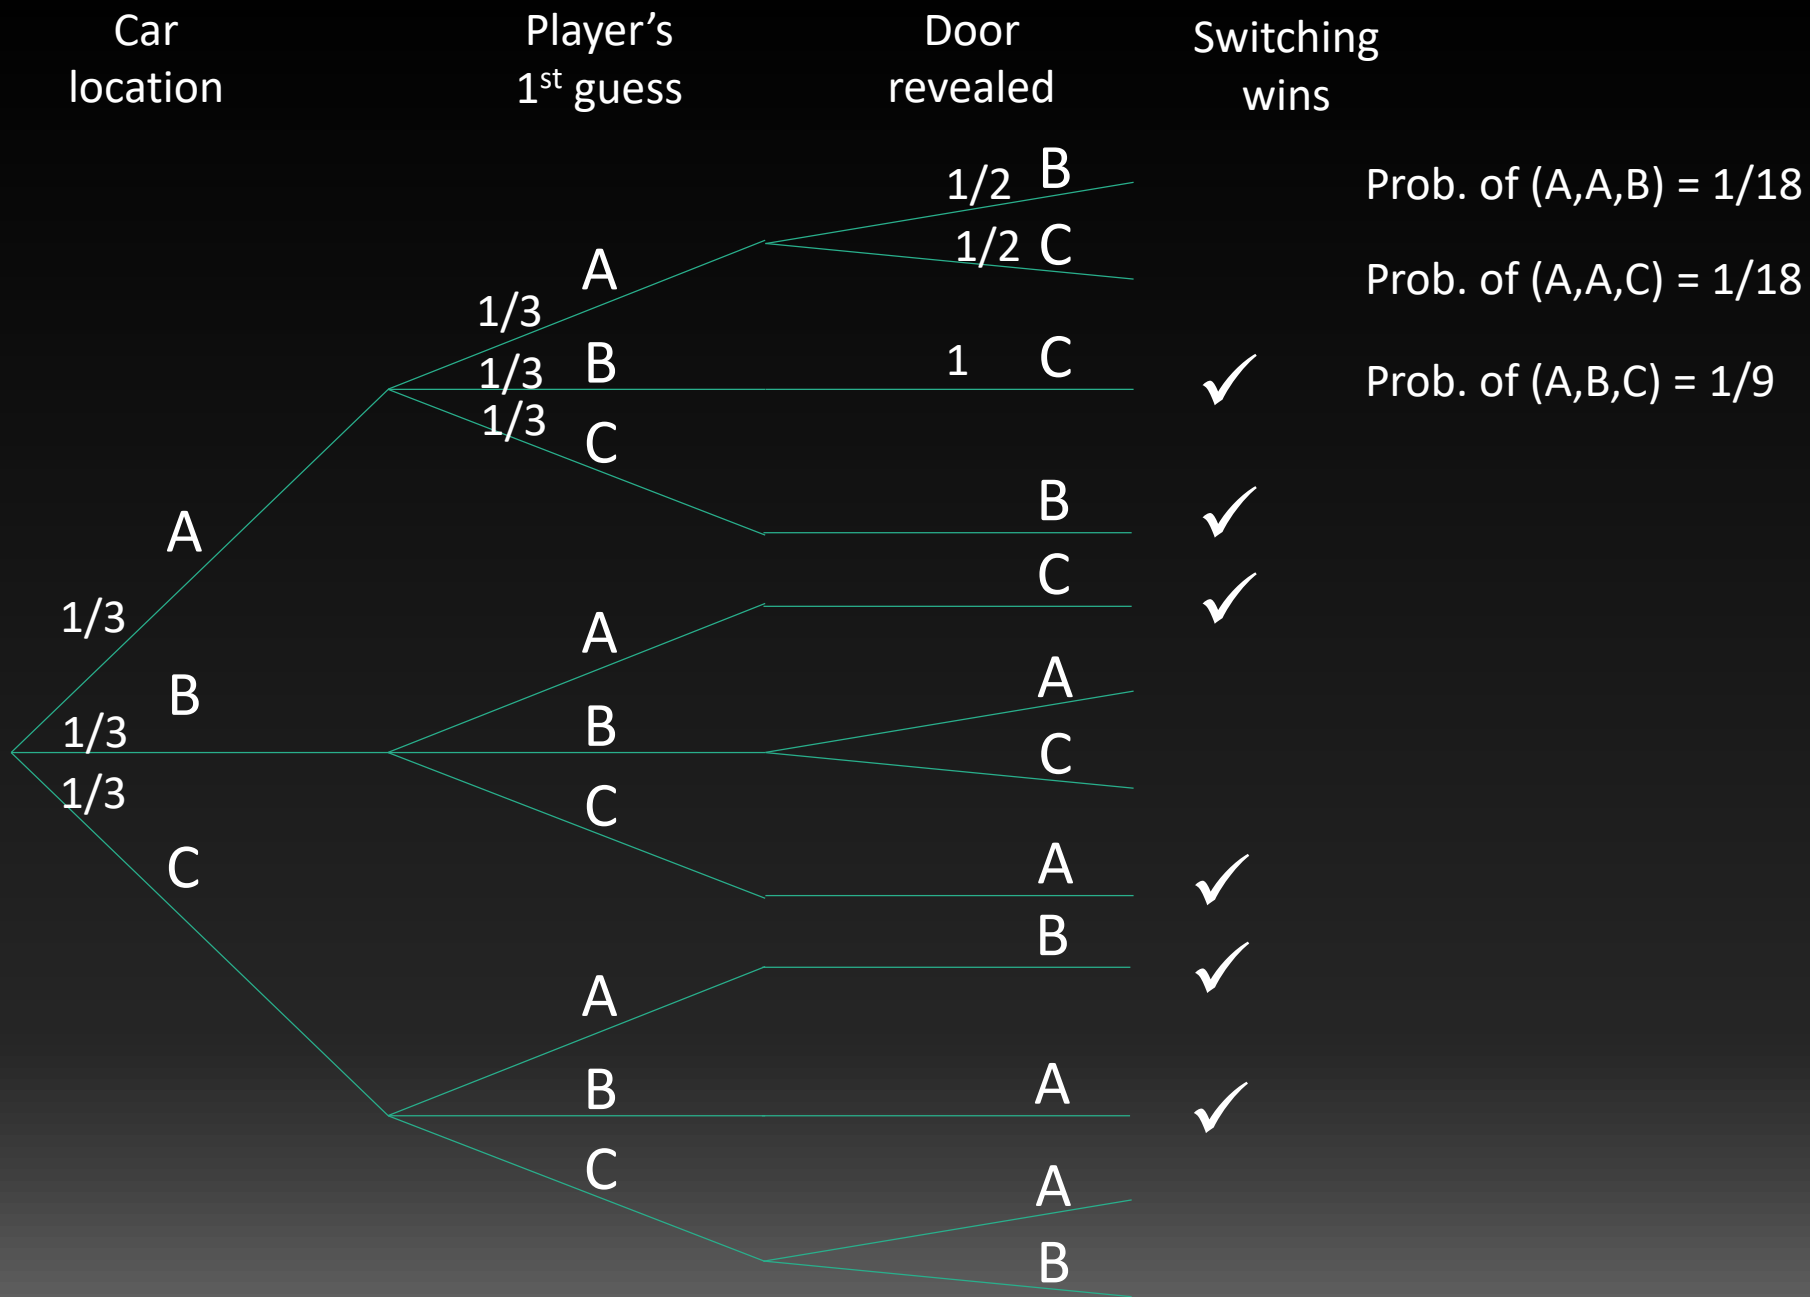 Car location
Player's 1st guess
Door revealed
Switching wins
1/2 B
Prob. of (A,A,B) = 1/18
1/2 C
Prob. of (A,A,C) = 1/18
A
1/3
1/3 B
1 C
✓
Prob. of (A,B,C) = 1/9
1/3
C
B
✓
A
1/3
C
✓
A
B
1/3
A
B
C
1/3
C
C
A
✓
B
✓
A
B
A
✓
C
A
B